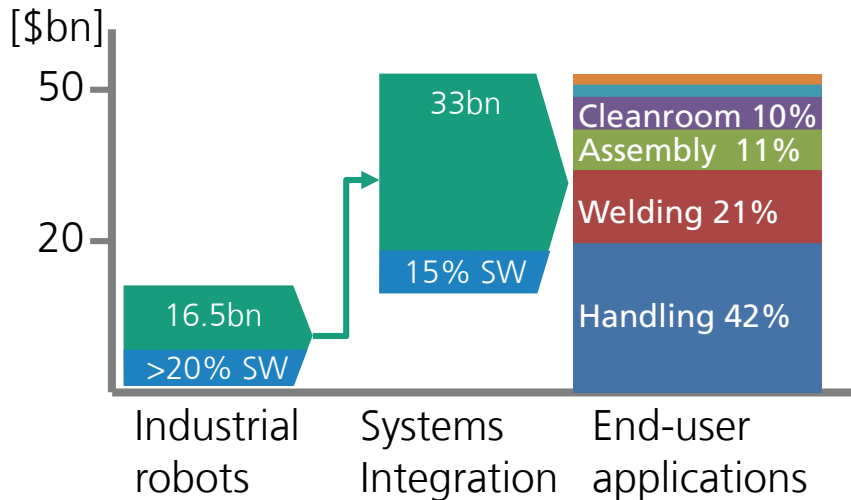 [$bn]
50
20
16.5bn
>20% SW
33bn
15% SW
Cleanroom 10%
Assembly 11%
Welding 21%
Handling 42%
Industrial
robots
Systems
Integration
End-user
applications